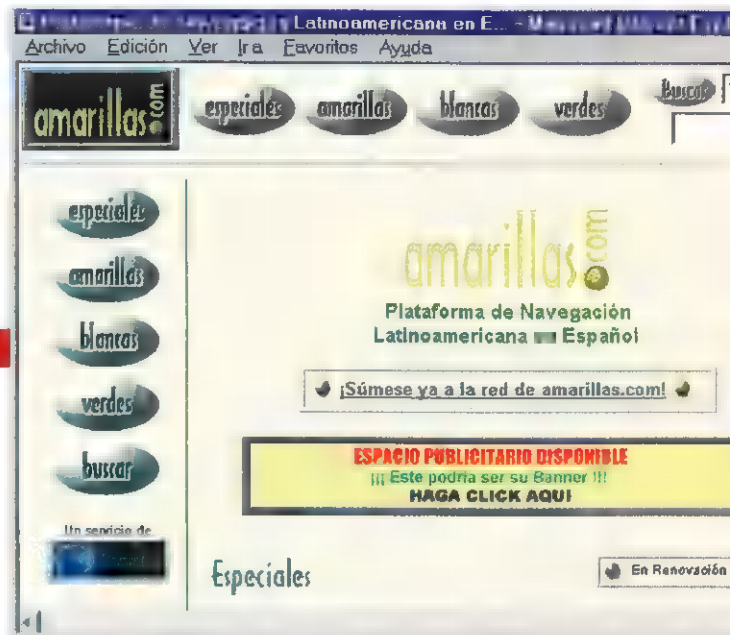 Latinoamericana en E... -
Archivo Edición Ver Ir a Favoritos Ayuda
amarillas.com
especiales amarillas blancas verdes Buscar
especiales
amarillas
blancas
verdes
buscar
Un servicio de
amarillas.com
Plataforma de Navegación
Latinoamericana Español
¡Súmese ya a la red de amarillas.com!
ESPACIO PUBLICITARIO DISPONIBLE
¡¡¡ Este podría ser su Banner !!!
HAGA CLICK AQUI
Especiales
En Renovación